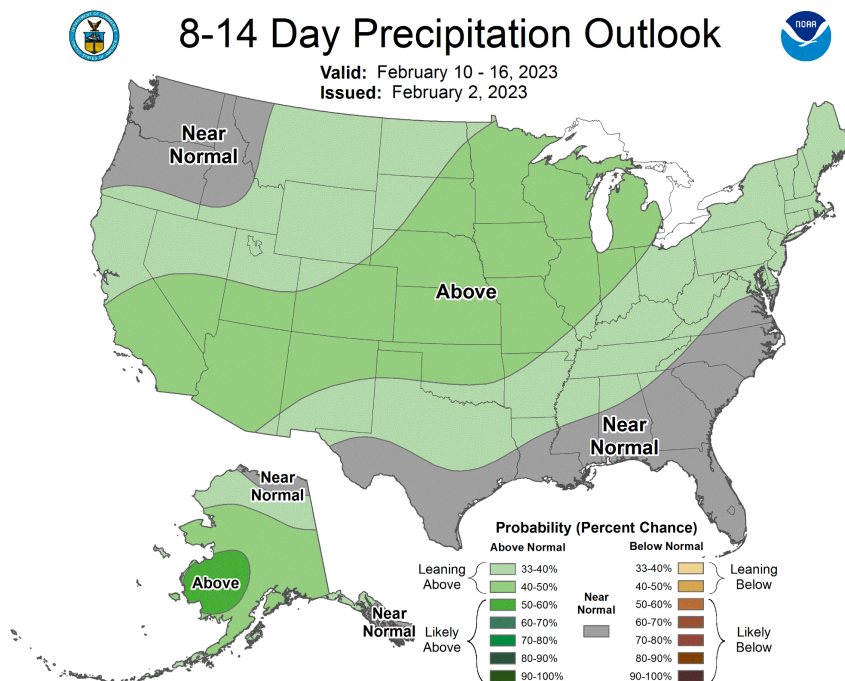 8-14 Day Precipitation Outlook
NOAA
Valid: February 10 - 16, 2023
Issued: February 2, 2023
Near
Normal
Above
Near
Normal
Near
Normal
Above
Near
Normal
Probability (Percent Chance)
Above Normal
Below Normal
Leaning
Above
33-40%
40-50%
Likely
Above
50-60%
60-70%
70-80%
80-90%
90-100%
Near
Normal
33-40%
40-50%
Leaning
Below
50-60%
60-70%
70-80%
80-90%
90-100%
Likely
Below